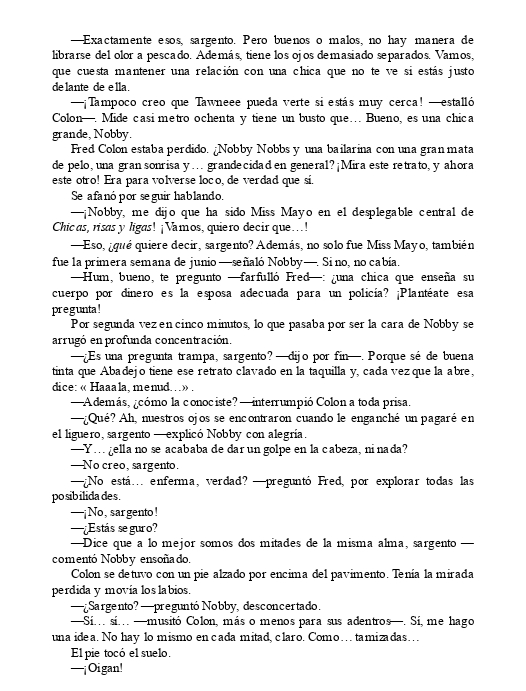 —Exactamente esos, sargento. Pero buenos o malos, no hay manera de
librarse del olor a pescado. Además, tiene los ojos demasiado separados. Vamos,
que cuesta mantener una relación con una chica que no te ve si estás justo
delante de ella.
—¡Tampoco creo que Tawneee pueda verte si estás muy cerca! —estalló
Colon—. Mide casi metro ochenta y tiene un busto que… Bueno, es una chica
grande, Nobby.
Fred Colon estaba perdido. ¿Nobby Nobbs y una bailarina con una gran mata
de pelo, una gran sonrisa y… grandecidad en general? ¡Mira este retrato, y ahora
este otro! Era para volverse loco, de verdad que sí.
Se afanó por seguir hablando.
—¡Nobby, me dijo que ha sido Miss Mayo en el desplegable central de
Chicas, risas y ligas! ¡Vamos, quiero decir que…!
—Eso, ¿qué quiere decir, sargento? Además, no solo fue Miss Mayo, también
fue la primera semana de junio —señaló Nobby—. Si no, no cabía.
—Hum, bueno, te pregunto —farfulló Fred—: ¿una chica que enseña su
cuerpo por dinero es la esposa adecuada para un policía? ¡Plantéate esa
pregunta!
Por segunda vez en cinco minutos, lo que pasaba por ser la cara de Nobby se
arrugó en profunda concentración.
—¿Es una pregunta trampa, sargento? —dijo por fin—. Porque sé de buena
tinta que Abadejo tiene ese retrato clavado en la taquilla y, cada vez que la abre,
dice: « Haaala, menud…» .
—Además, ¿cómo la conociste? —interrumpió Colon a toda prisa.
—¿Qué? Ah, nuestros ojos se encontraron cuando le enganché un pagaré en
el liguero, sargento —explicó Nobby con alegría.
—Y… ¿ella no se acababa de dar un golpe en la cabeza, ni nada?
—No creo, sargento.
—¿No está… enferma, verdad? —preguntó Fred, por explorar todas las
posibilidades.
—¡No, sargento!
—¿Estás seguro?
—Dice que a lo mejor somos dos mitades de la misma alma, sargento —
comentó Nobby ensoñado.
Colon se detuvo con un pie alzado por encima del pavimento. Tenía la mirada
perdida y movía los labios.
—¿Sargento? —preguntó Nobby, desconcertado.
—Sí… sí… —musitó Colon, más o menos para sus adentros—. Sí, me hago
una idea. No hay lo mismo en cada mitad, claro. Como… tamizadas…
El pie tocó el suelo.
—¡Oigan!